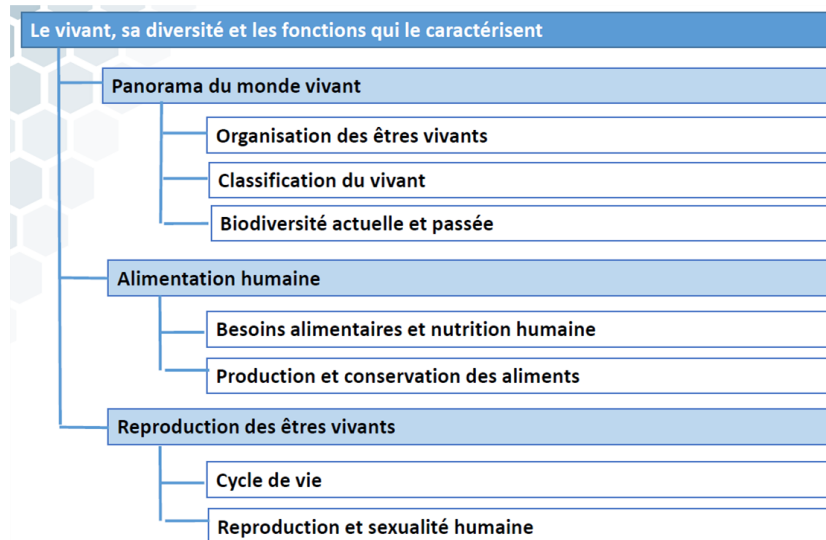 Le vivant, sa diversité et les fonctions qui le caractérisent
Panorama du monde vivant
Organisation des êtres vivants
Classification du vivant
Biodiversité actuelle et passée
Alimentation humaine
Besoins alimentaires et nutrition humaine
Production et conservation des aliments
Reproduction des êtres vivants
Cycle de vie
Reproduction et sexualité humaine